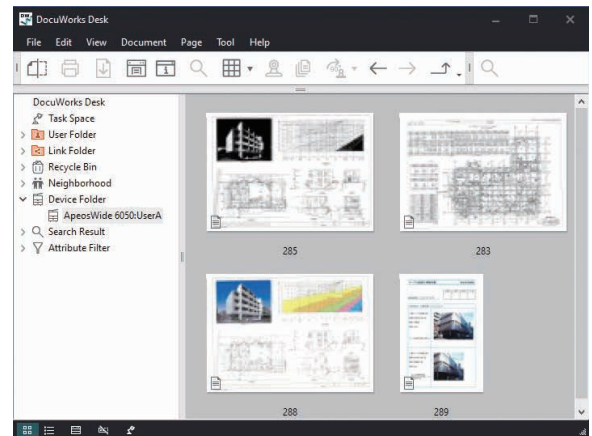 DocuWorks Desk
File Edit View Document Page Tool Help
DocuWorks Desk
Task Space
User Folder
Link Folder
Recycle Bin
Neighborhood
Device Folder
ApeosWide 6050:UserA
Search Result
Attribute Filter
285
283
288
289